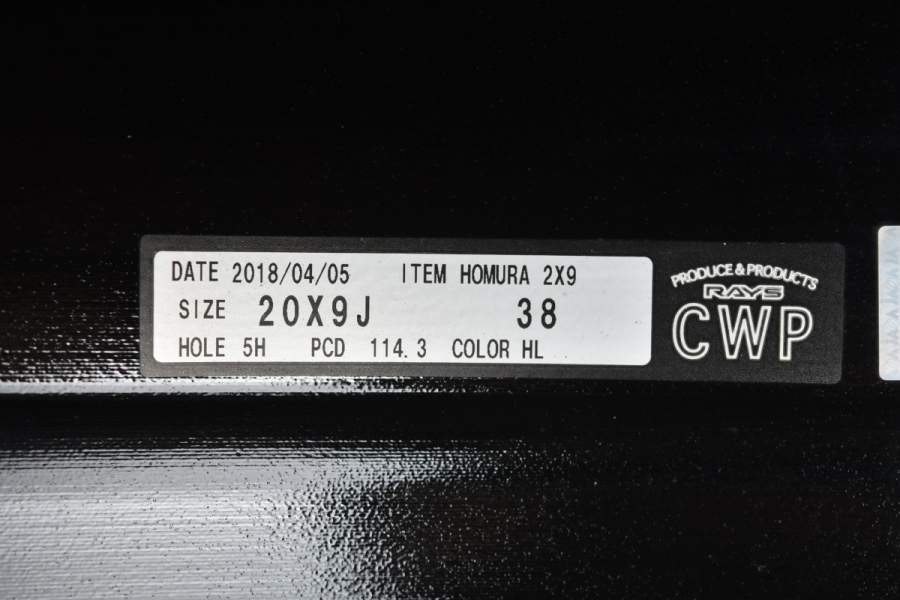 DATE 2018/04/05 ITEM HOMURA 2X9
SIZE 20X9J 38
HOLE 5H PCD 114.3 COLOR HL
PRODUCE & PRODUCTS
RAYS
CWP